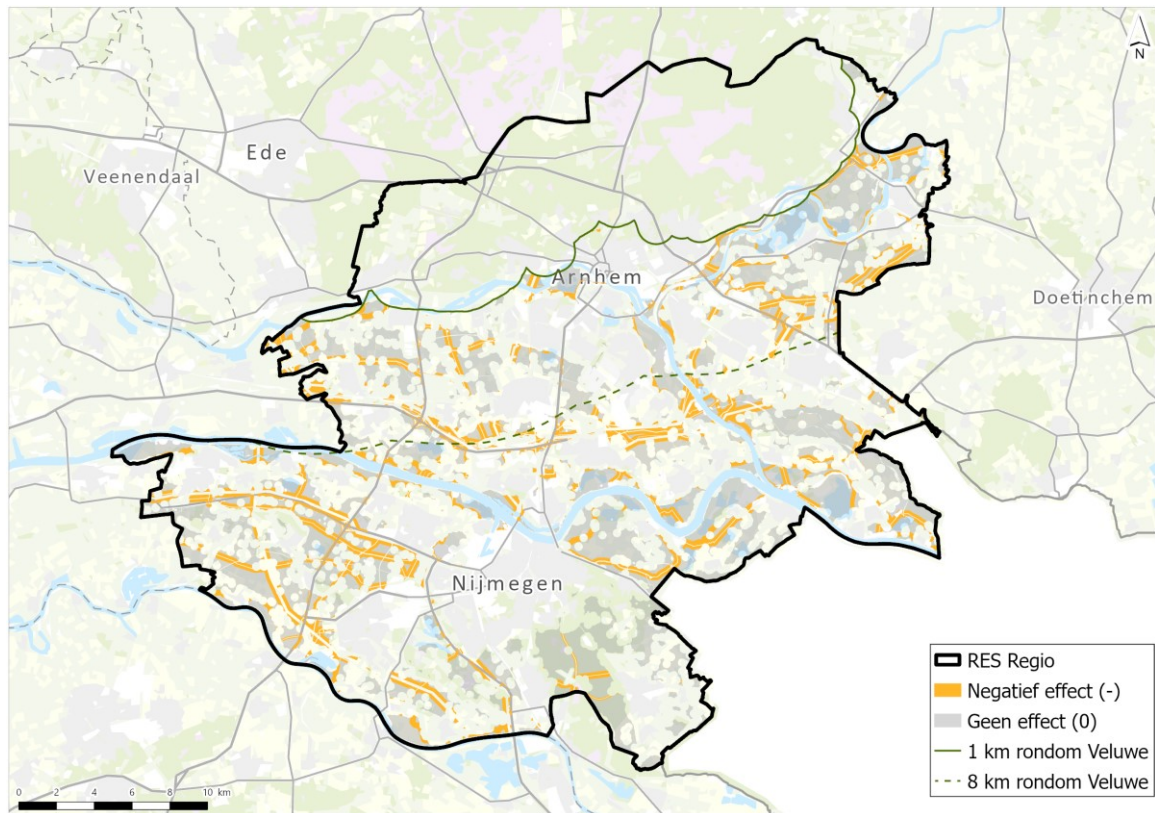 N
Ede
Veenendaal
Arnhem
Doetinchem
Nijmegen
RES Regio
Negatief effect (-)
Geen effect (0)
1 km rondom Veluwe
8 km rondom Veluwe
0 2 4 6 8 10 km